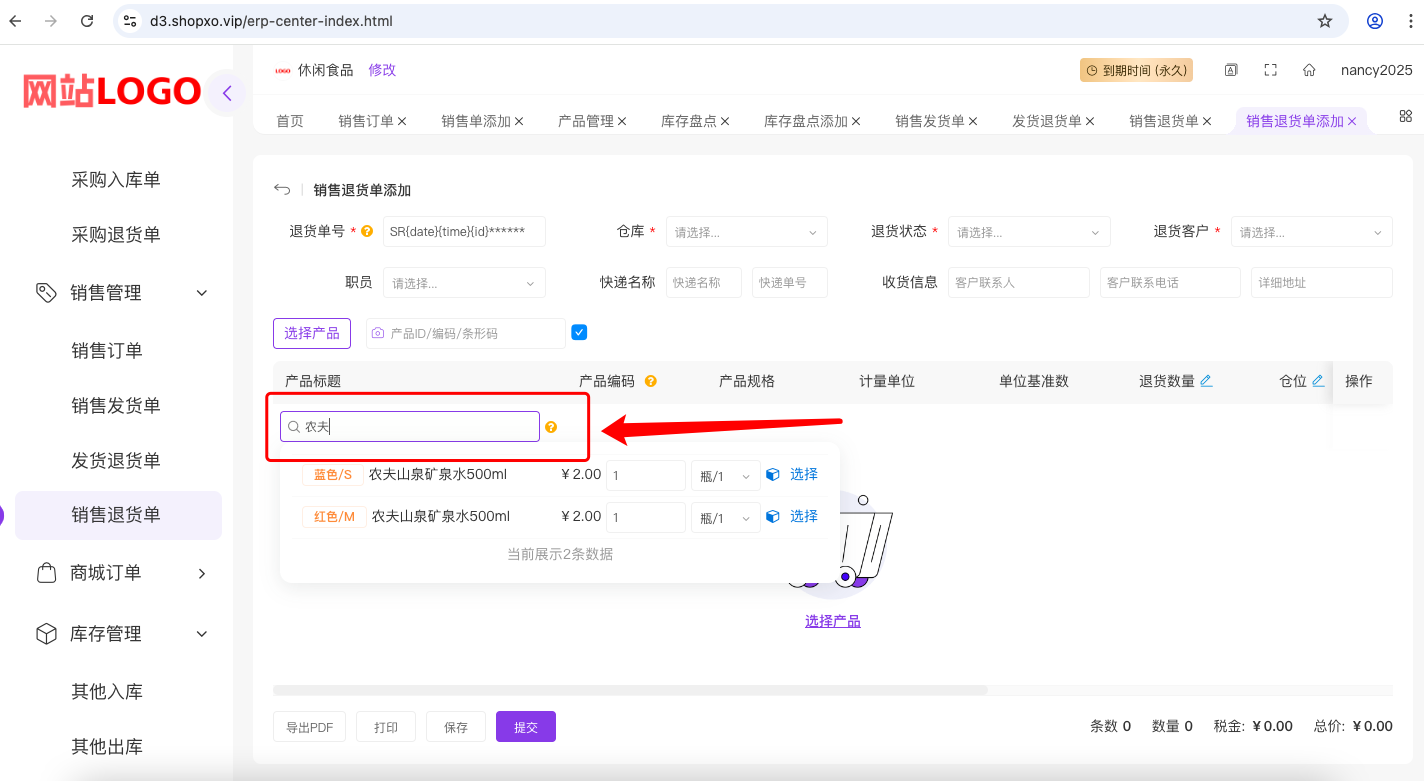 d3.shopxo.vip/erp-center-index.html
网站LOGO
LOGO 休闲食品 修改 到期时间 (永久) nancy2025
首页 销售订单 销售单添加 产品管理 库存盘点 库存盘点添加 销售发货单 发货退货单 销售退货单 销售退货单添加
采购入库单
采购退货单
销售管理
销售订单
销售发货单
发货退货单
销售退货单
商城订单
库存管理
其他入库
其他出库
销售退货单添加
退货单号 * SR{date}{time}{id}****** 仓库 * 请选择... 退货状态 * 请选择... 退货客户 * 请选择...
职员 请选择... 快递名称 快递名称 快递单号 收货信息 客户联系人 客户联系电话 详细地址
选择产品 产品ID/编码/条形码
产品标题 产品编码 产品规格 计量单位 单位基准数 退货数量 仓位 操作
农夫
蓝色/S 农夫山泉矿泉水500ml ¥2.00 1 瓶/1 选择
红色/M 农夫山泉矿泉水500ml ¥2.00 1 瓶/1 选择
当前展示2条数据
选择产品
导出PDF 打印 保存 提交 条数 0 数量 0 税金: ¥0.00 总价: ¥0.00